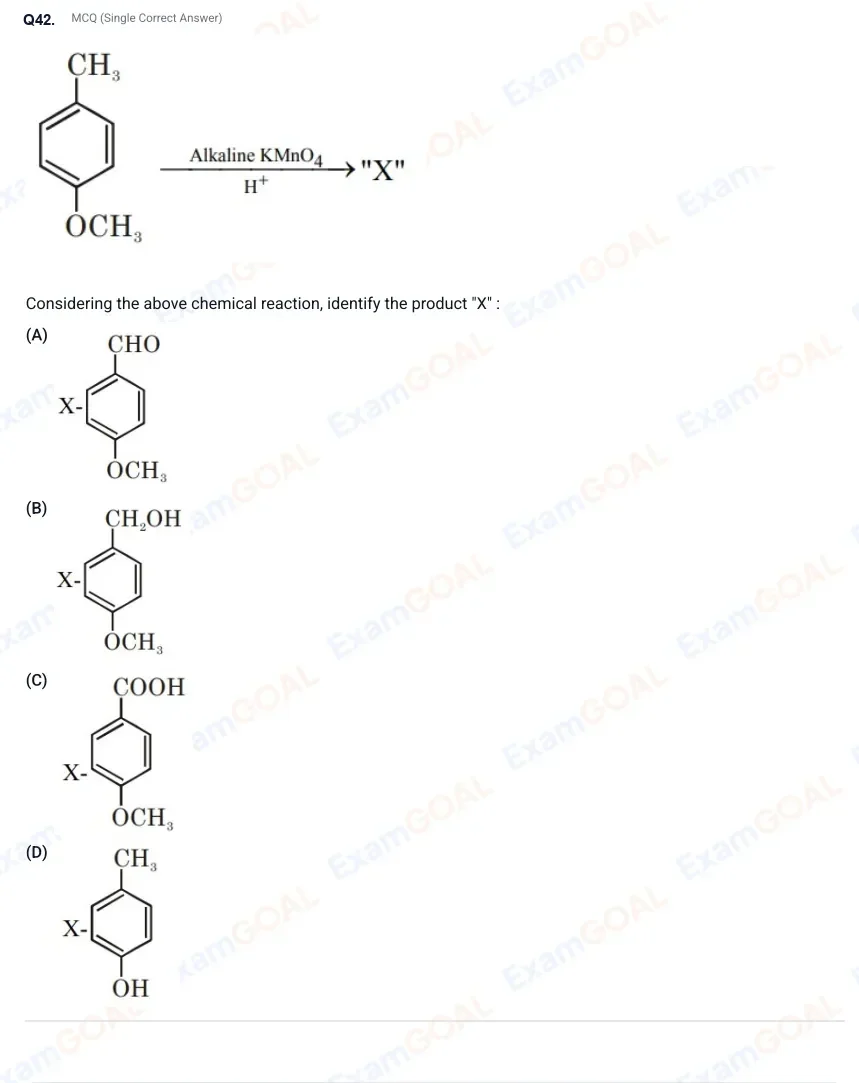 Q42. MCQ (Single Correct Answer)
CH₃
OCH₃
Alkaline KMnO₄
H⁺
"X"
Considering the above chemical reaction, identify the product "X" :
(A)
CHO
X-
OCH₃
(B)
CH₂OH
X-
OCH₃
(C)
COOH
X-
OCH₃
(D)
CH₃
X-
OH
ExamGOAL